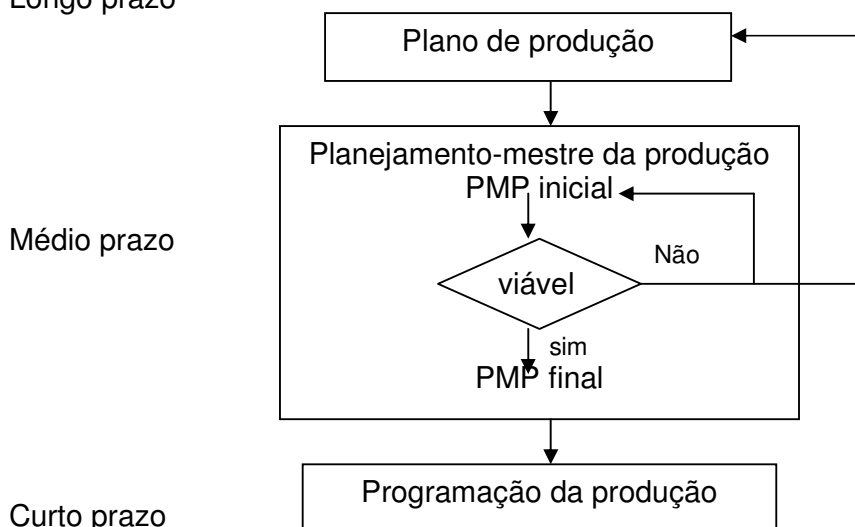 Longo prazo
Plano de produção
Planejamento-mestre da produção
PMP inicial
Médio prazo
Não
viável
sim
PMP final
Programação da produção
Curto prazo